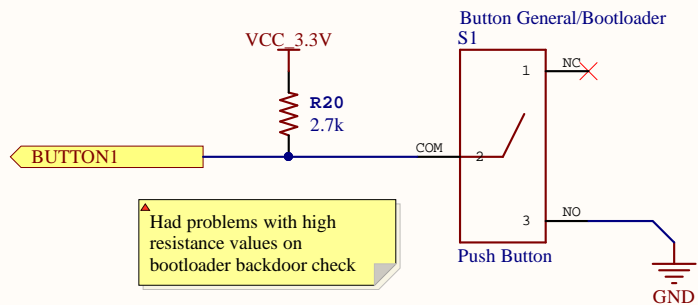 Button General/Bootloader
S1
VCC_3.3V
1
NC
R20
2.7k
BUTTON1
COM
2
Had problems with high
resistance values on
bootloader backdoor check
3
NO
Push Button
GND